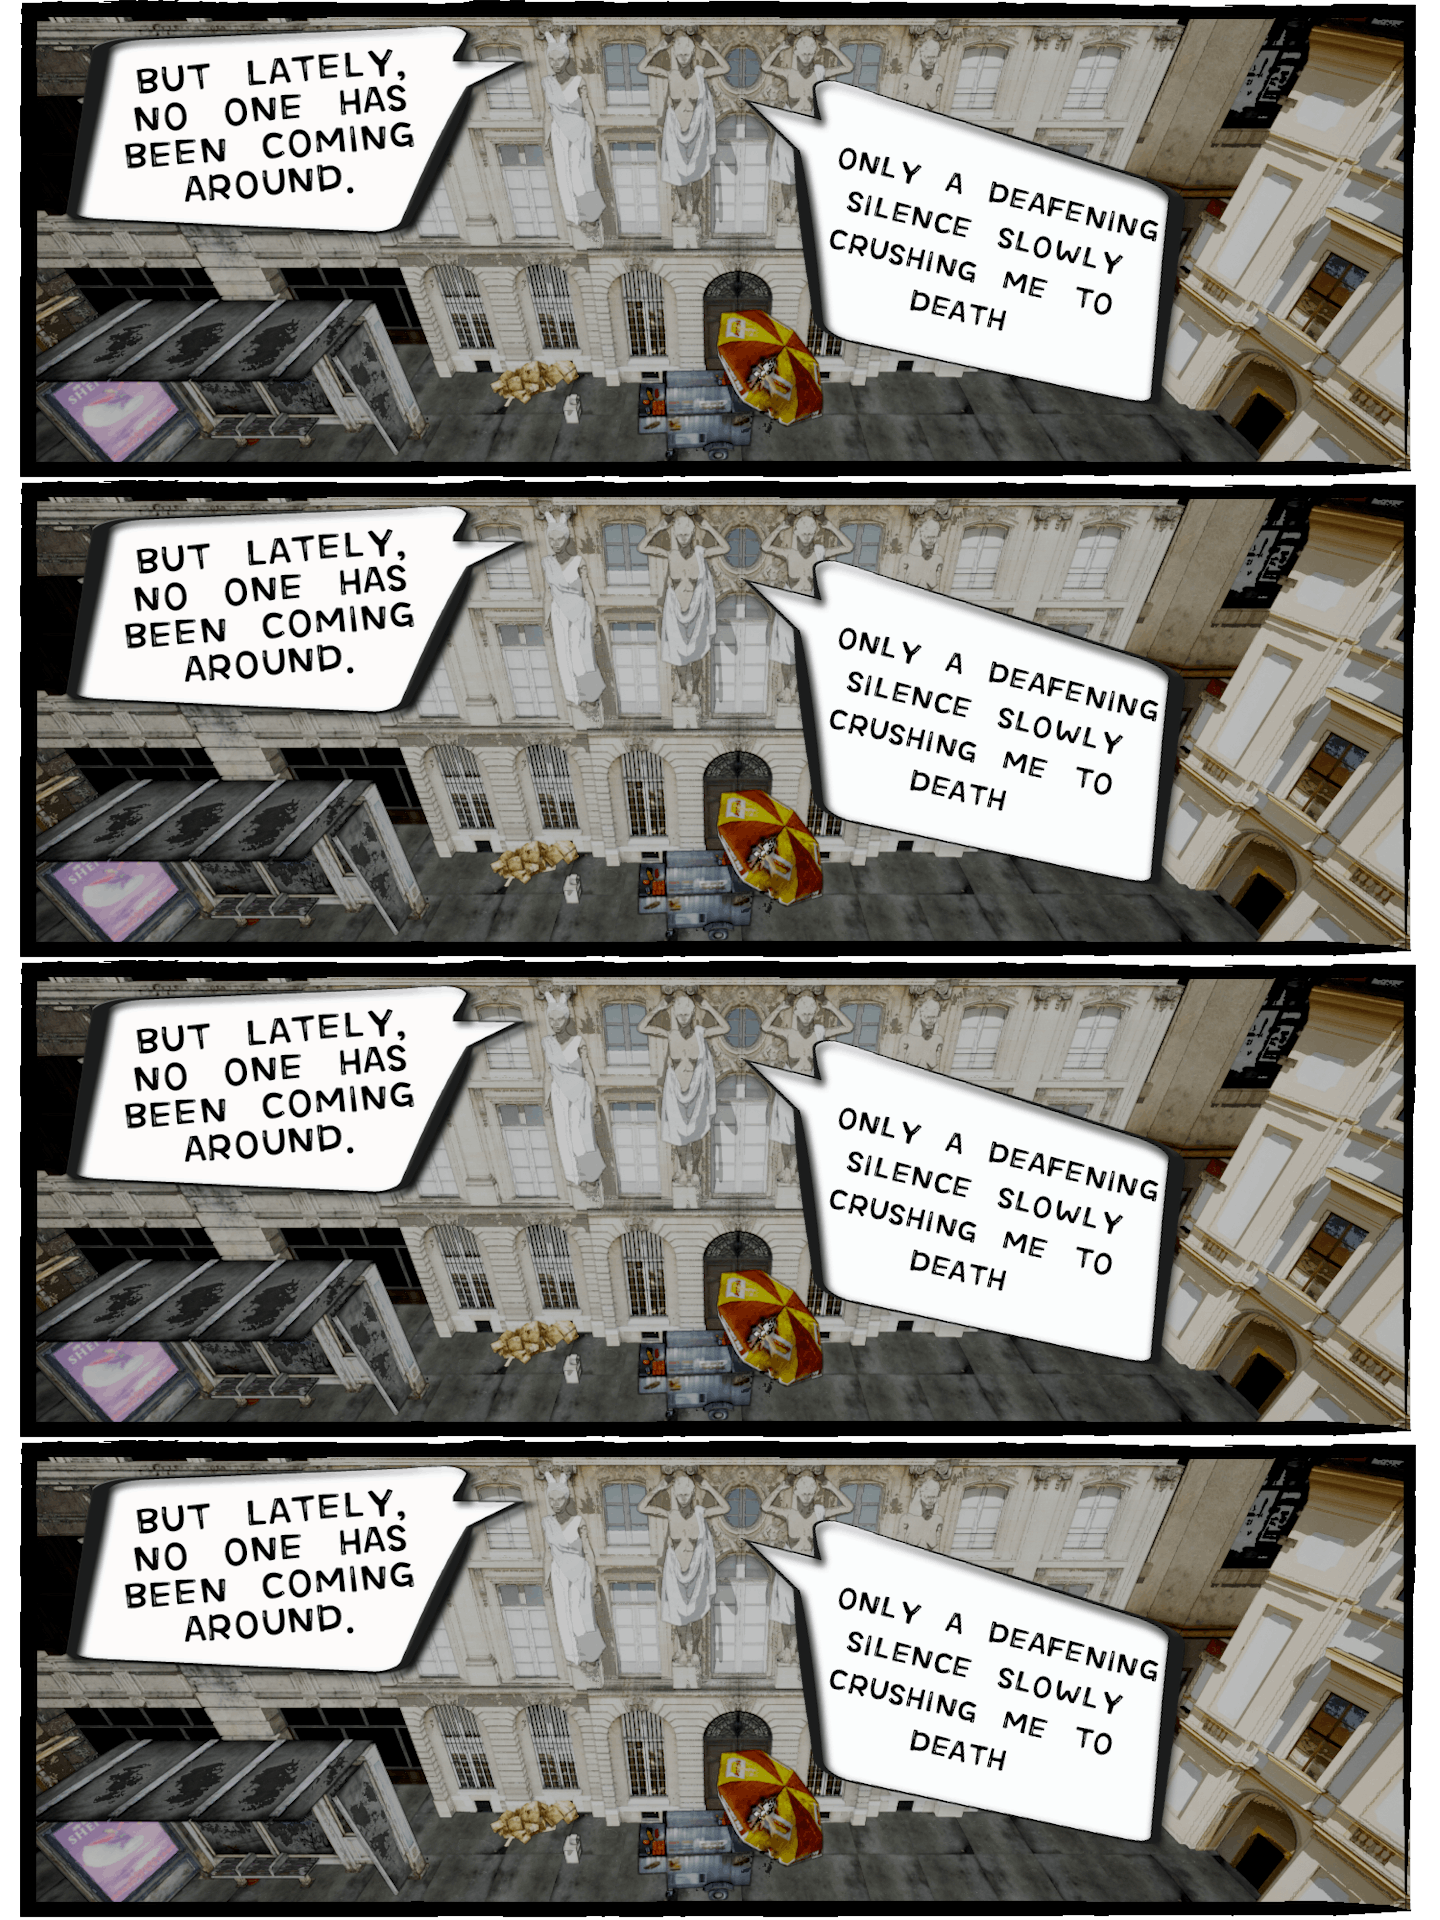 BUT LATELY,
NO ONE HAS
BEEN COMING
AROUND.
ONLY A DEAFENING
SILENCE SLOWLY
CRUSHING ME TO
DEATH
BUT LATELY,
NO ONE HAS
BEEN COMING
AROUND.
ONLY A DEAFENING
SILENCE SLOWLY
CRUSHING ME TO
DEATH
BUT LATELY,
NO ONE HAS
BEEN COMING
AROUND.
ONLY A DEAFENING
SILENCE SLOWLY
CRUSHING ME TO
DEATH
BUT LATELY,
NO ONE HAS
BEEN COMING
AROUND.
ONLY A DEAFENING
SILENCE SLOWLY
CRUSHING ME TO
DEATH